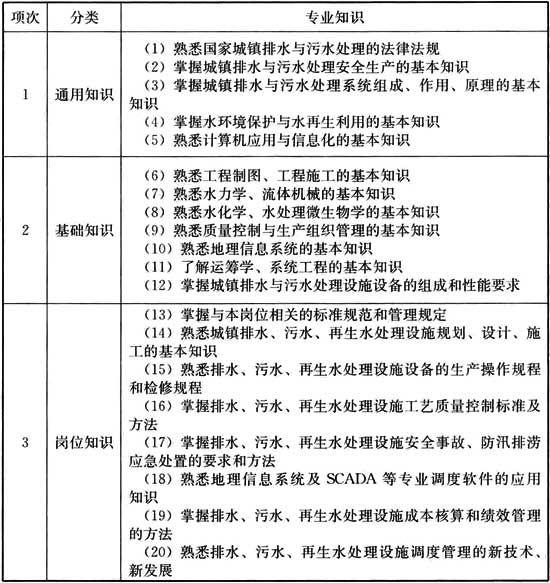 项次 分类 专业知识
1 通用知识
(1) 熟悉国家城镇排水与污水处理的法律法规
(2) 掌握城镇排水与污水处理安全生产的基本知识
(3) 掌握城镇排水与污水处理系统组成、作用、原理的基本
知识
(4) 掌握水环境保护与水再生利用的基本知识
(5) 熟悉计算机应用与信息化的基本知识
2 基础知识
(6) 熟悉工程制图、工程施工的基本知识
(7) 熟悉水力学、流体机械的基本知识
(8) 熟悉水化学、水处理微生物学的基本知识
(9) 熟悉质量控制与生产组织管理的基本知识
(10) 熟悉地理信息系统的基本知识
(11) 了解运筹学、系统工程的基本知识
(12) 掌握城镇排水与污水处理设施设备的组成和性能要求
3 岗位知识
(13) 掌握与本岗位相关的标准规范和管理规定
(14) 熟悉城镇排水、污水、再生水处理设施规划、设计、施
工的基本知识
(15) 熟悉排水、污水、再生水处理设施设备的生产操作规程
和检修规程
(16) 掌握排水、污水、再生水处理设施工艺质量控制标准及
方法
(17) 掌握排水、污水、再生水处理设施安全事故、防汛排涝
应急处置的要求和方法
(18) 熟悉地理信息系统及 SCADA 等专业调度软件的应用
知识
(19) 掌握排水、污水、再生水处理设施成本核算和绩效管理
的方法
(20) 熟悉排水、污水、再生水处理设施调度管理的新技术、
新发展